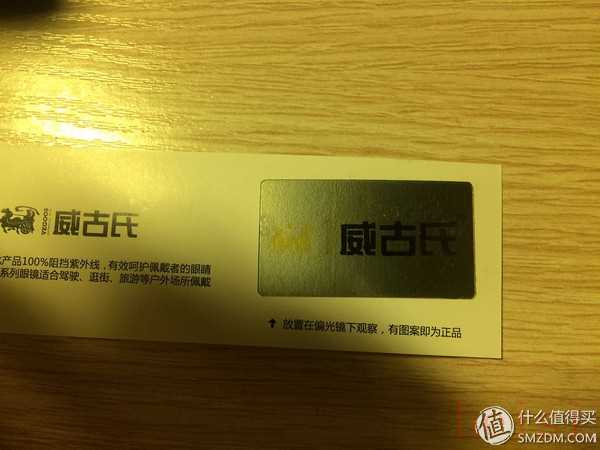 VEGOOS
威古氏
威古氏
产品100%阻挡紫外线，有效呵护佩戴者的眼睛
系列眼镜适合驾驶、逛街、旅游等户外场所佩戴
↑ 放置在偏光镜下观察，有图案即为正品
值 什么值得买
SMZDM.COM